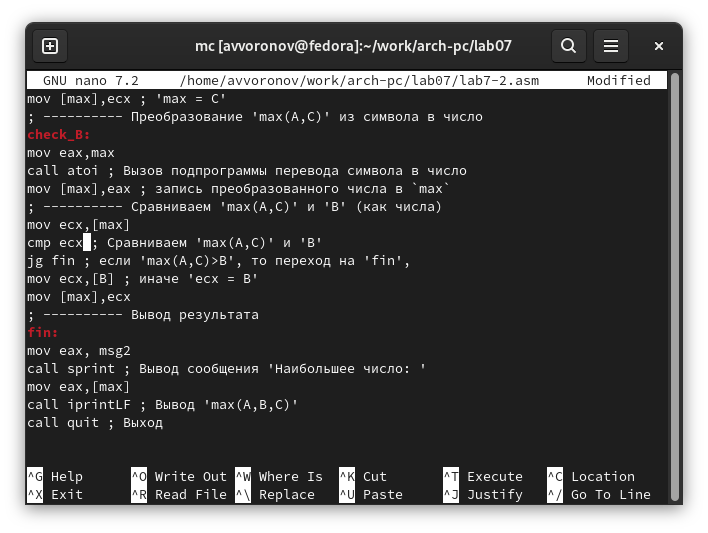 mc [avvoronov@fedora]:~/work/arch-pc/lab07
GNU nano 7.2 /home/avvoronov/work/arch-pc/lab07/lab7-2.asm Modified
mov [max],ecx ; 'max = C'
; ---------- Преобразование 'max(A,C)' из символа в число
check_B:
mov eax,max
call atoi ; Вызов подпрограммы перевода символа в число
mov [max],eax ; запись преобразованного числа в `max`
; ---------- Сравниваем 'max(A,C)' и 'B' (как числа)
mov ecx,[max]
cmp ecx ; Сравниваем 'max(A,C)' и 'B'
jg fin ; если 'max(A,C)>B', то переход на 'fin',
mov ecx,[B] ; иначе 'ecx = B'
mov [max],ecx
; ---------- Вывод результата
fin:
mov eax, msg2
call sprint ; Вывод сообщения 'Наибольшее число: '
mov eax,[max]
call iprintLF ; Вывод 'max(A,B,C)'
call quit ; Выход
^G Help ^O Write Out ^W Where Is ^K Cut ^T Execute ^C Location
^X Exit ^R Read File ^\ Replace ^U Paste ^J Justify ^/ Go To Line